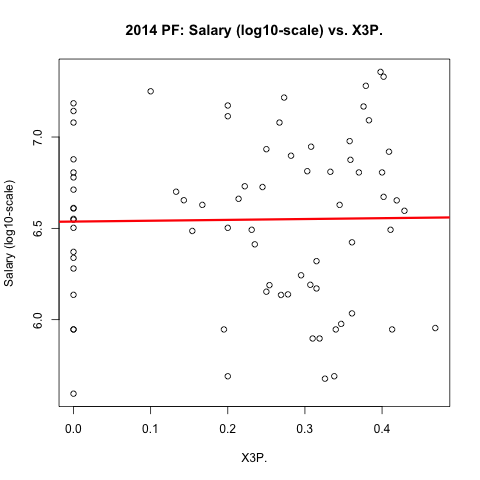 2014 PF: Salary (log10-scale) vs. X3P.
Salary (log10-scale)
7.0
6.5
6.0
0.0 0.1 0.2 0.3 0.4
X3P.